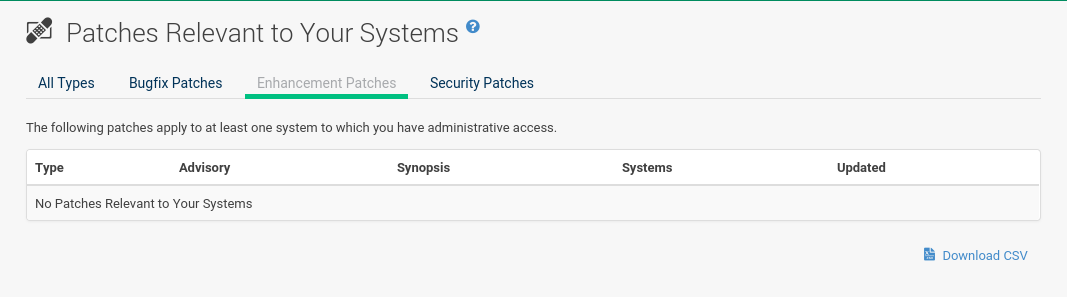 Patches Relevant to Your Systems ?
All Types Bugfix Patches Enhancement Patches Security Patches
The following patches apply to at least one system to which you have administrative access.
Type Advisory Synopsis Systems Updated
No Patches Relevant to Your Systems
Download CSV